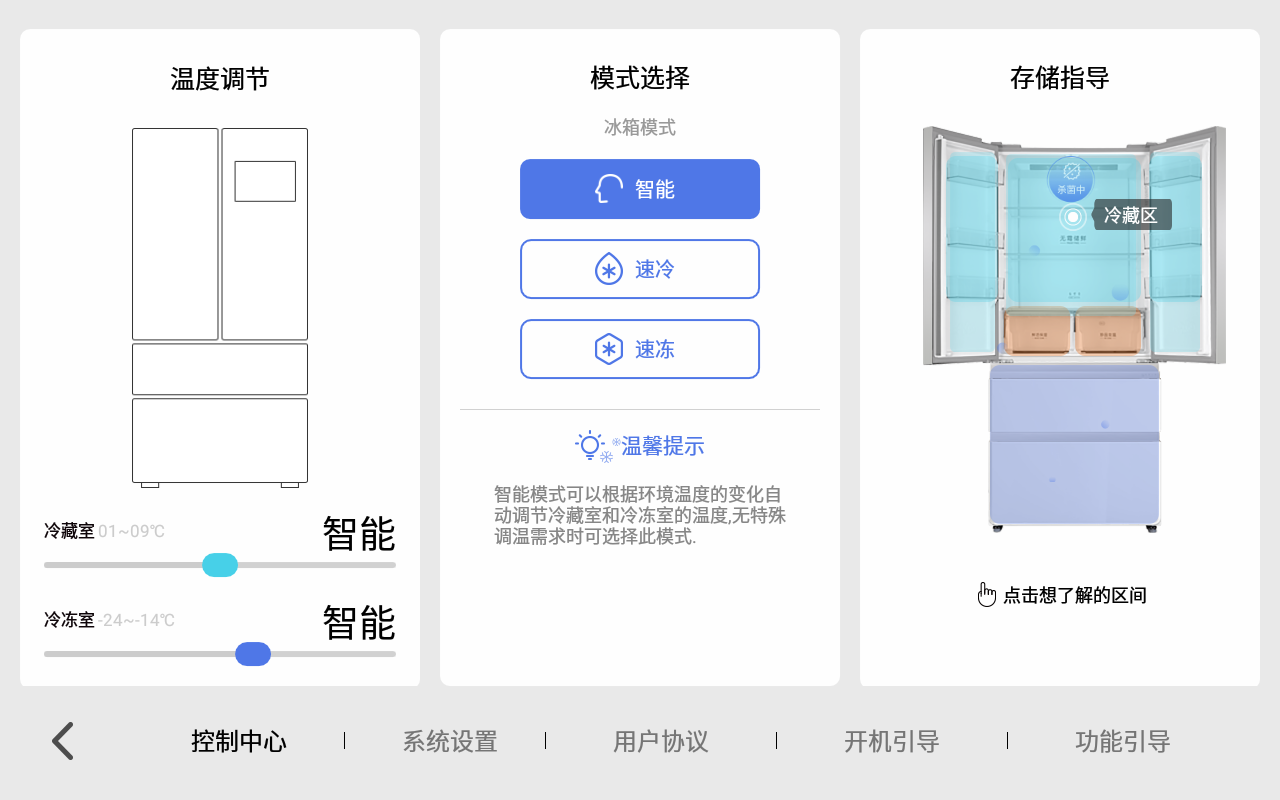 温度调节
冷藏室 01~09℃ 智能
冷冻室 -24~-14℃ 智能
模式选择
冰箱模式
智能
速冷
速冻
温馨提示
智能模式可以根据环境温度的变化自
动调节冷藏室和冷冻室的温度,无特殊
调温需求时可选择此模式.
存储指导
杀菌中
冷藏区
点击想了解的区间
控制中心 系统设置 用户协议 开机引导 功能引导